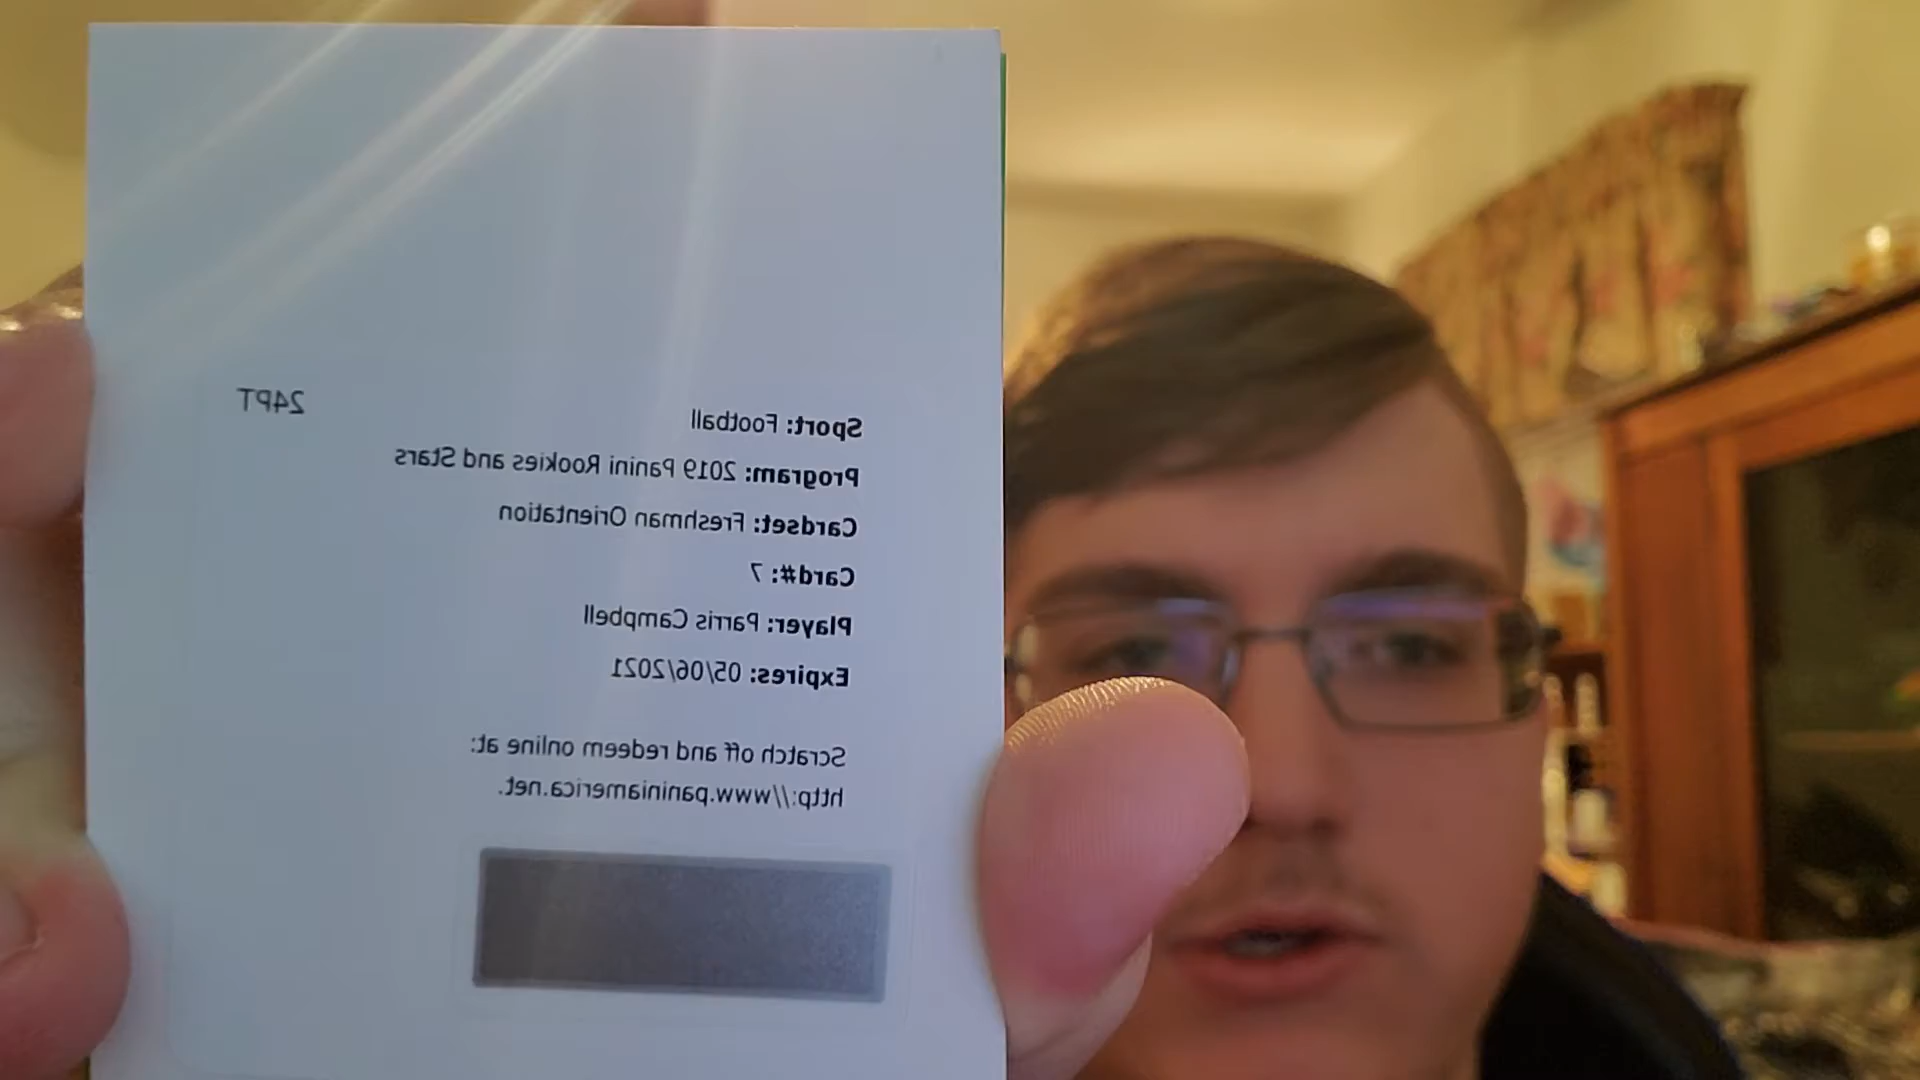 24PT
Sport: Football
Program: 2019 Panini Rookies and Stars
Cardset: Freshman Orientation
Card#: 7
Player: Parris Campbell
Expires: 05/06/2021
Scratch off and redeem online at:
http://www.paniniamerica.net.